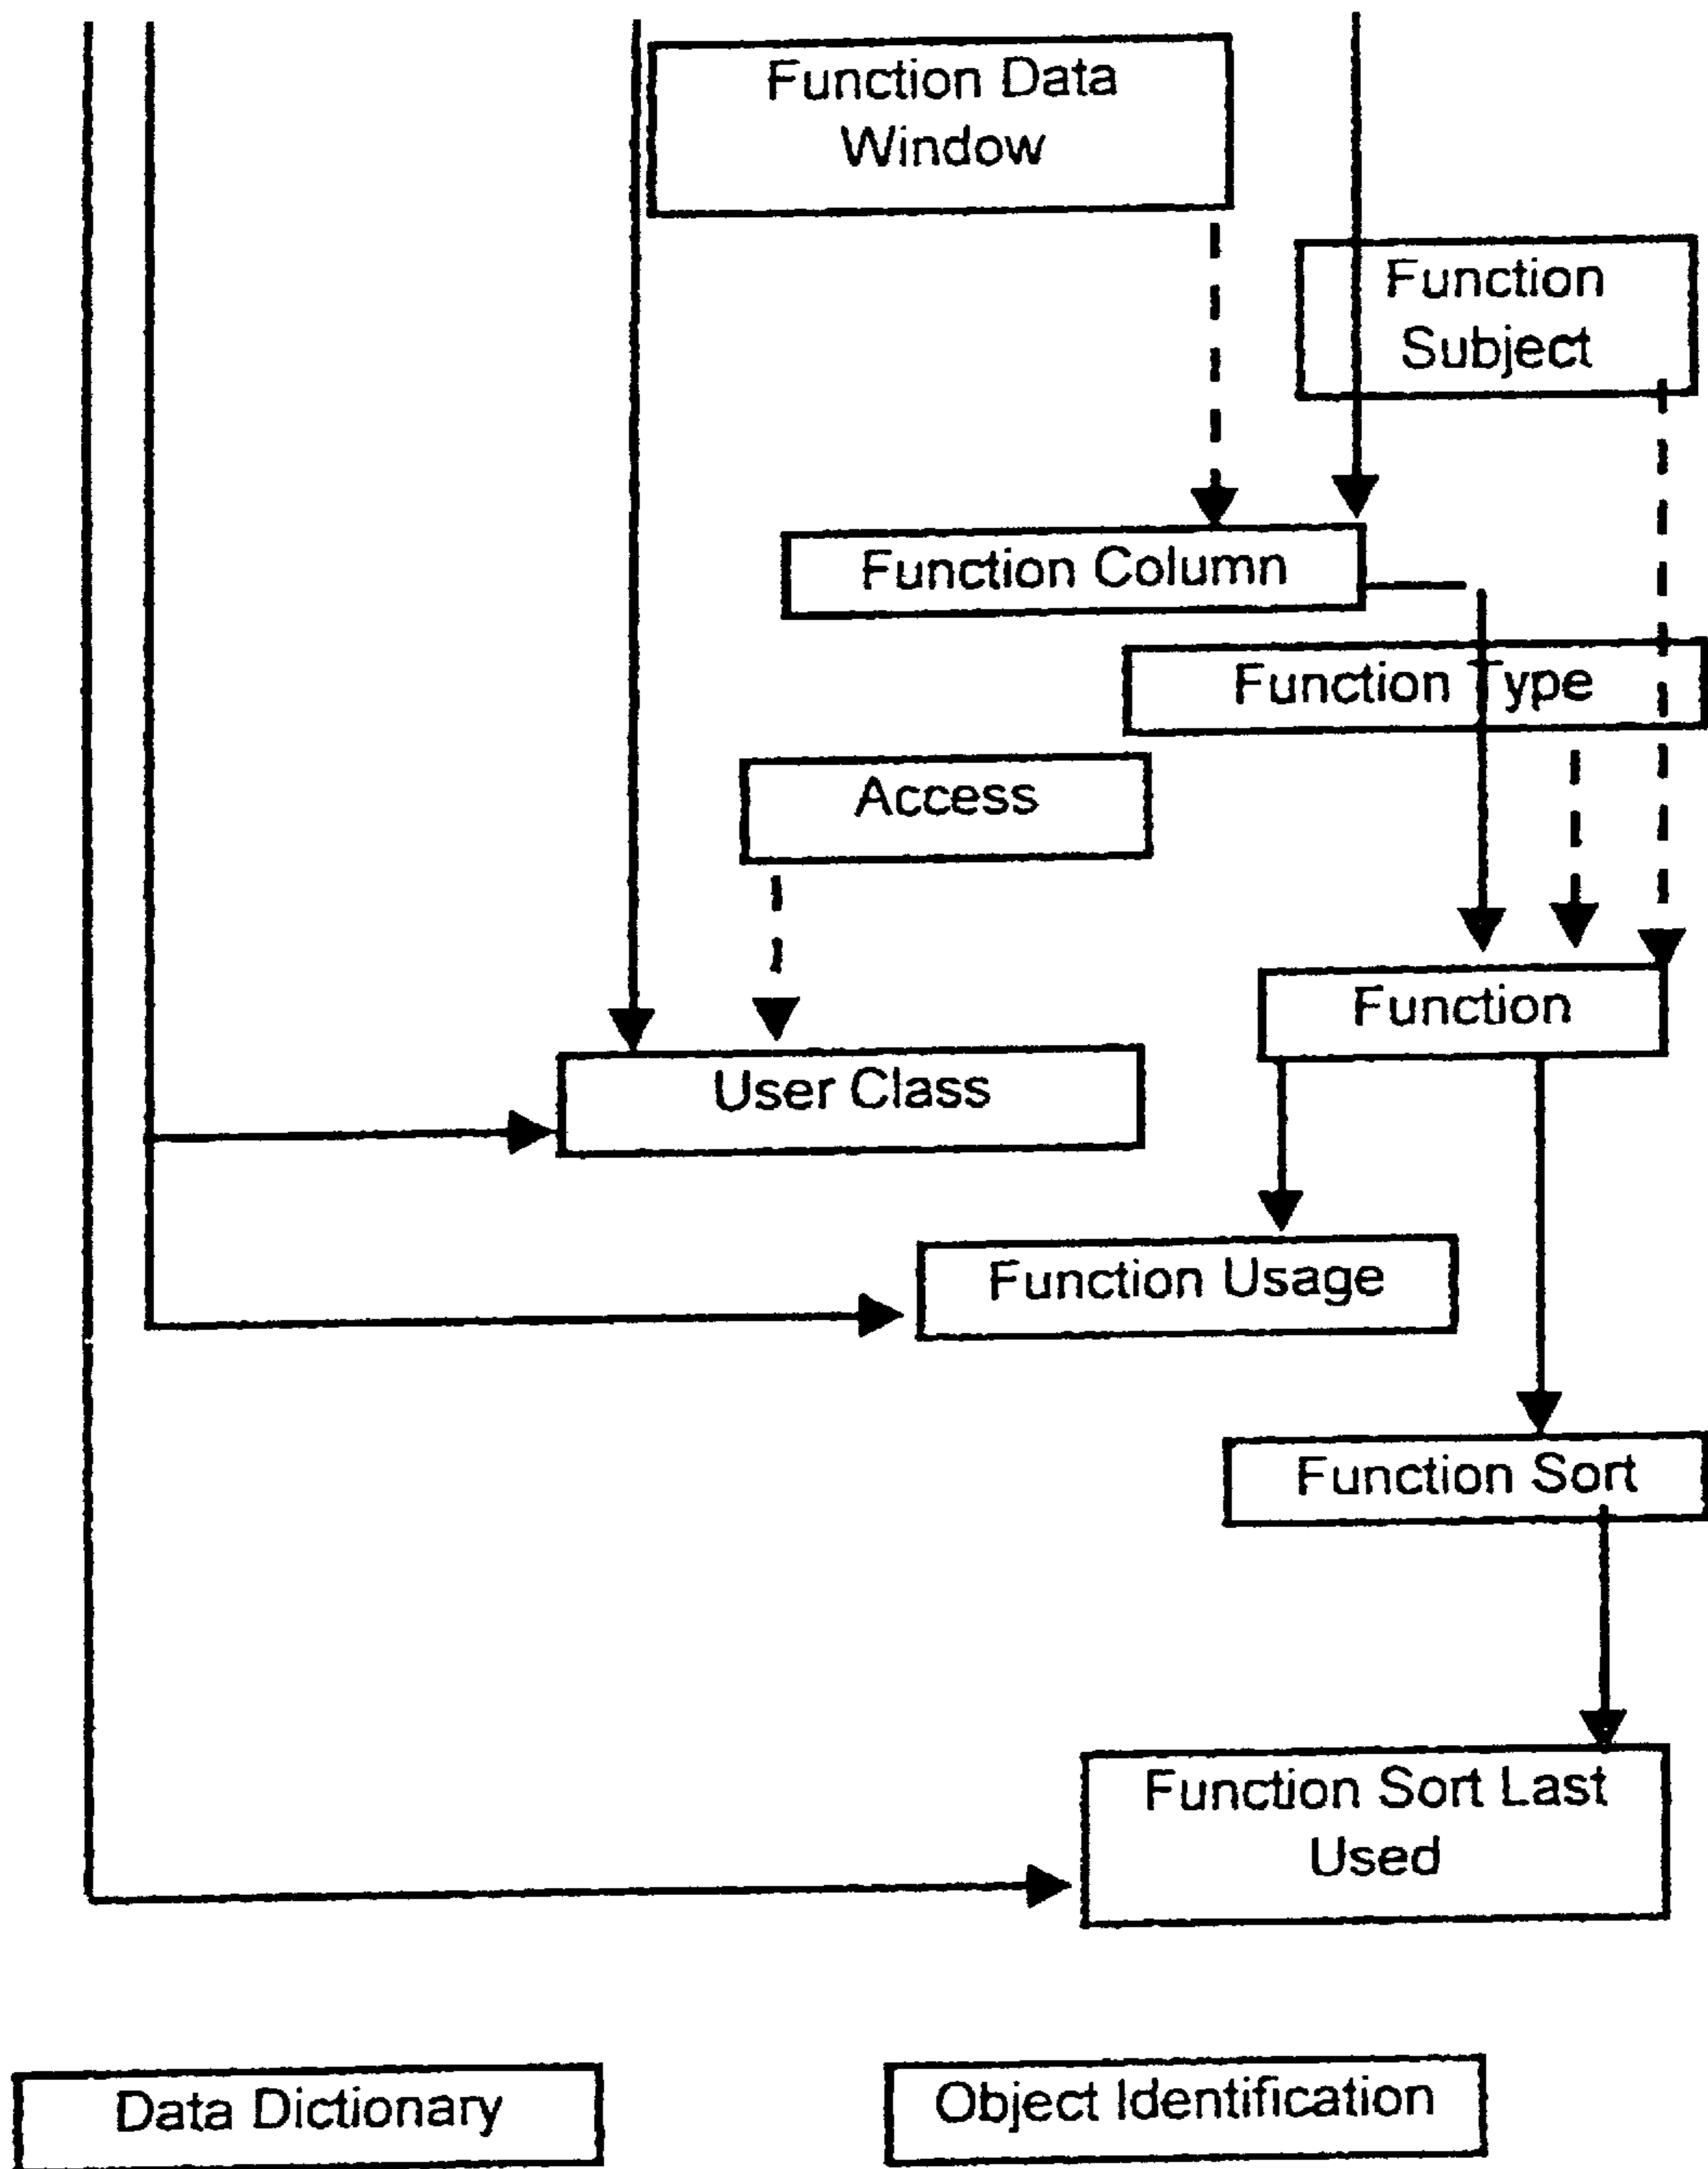 Function Data
Window
Function
Subject
Function Column
Function Type
Access
Function
User Class
Function Usage
Function Sort
Function Sort Last
Used
Data Dictionary
Object Identification